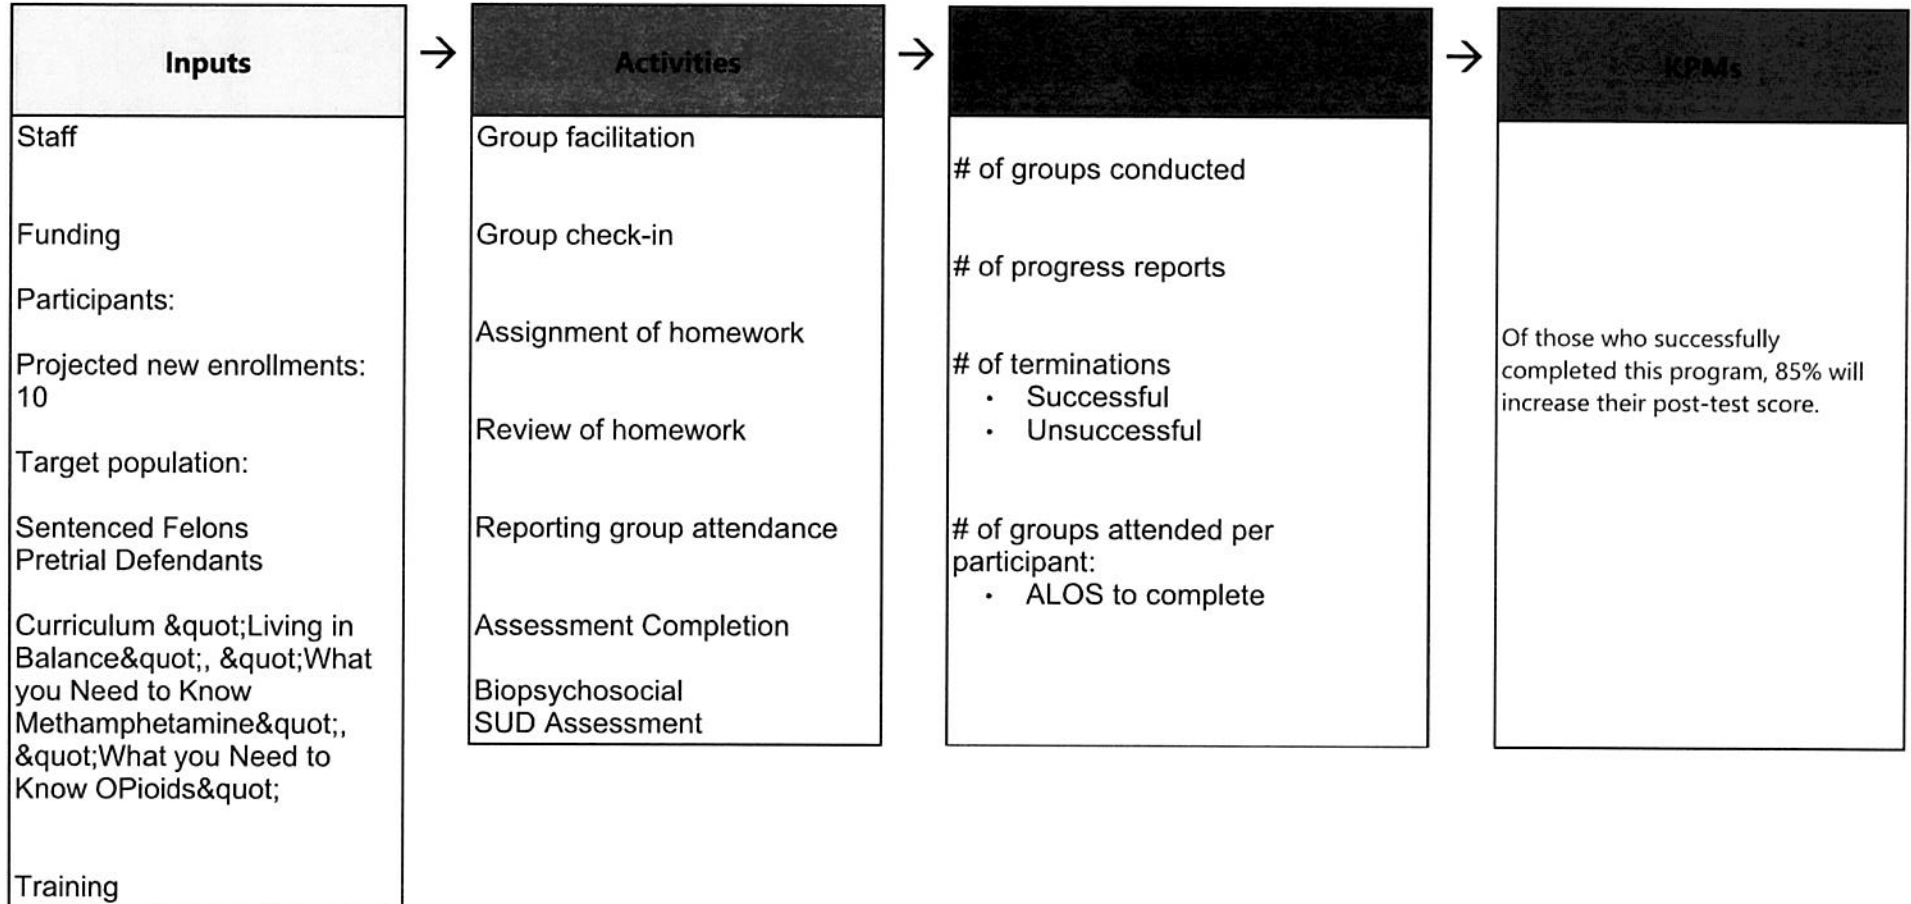 Inputs
Staff
Funding
Participants:
Projected new enrollments:
10
Target population:
Sentenced Felons
Pretrial Defendants
Curriculum &quot;Living in
Balance&quot;, &quot;What
you Need to Know
Methamphetamine&quot;,
&quot;What you Need to
Know OPioids&quot;
Training
→
Activities
Group facilitation
Group check-in
Assignment of homework
Review of homework
Reporting group attendance
Assessment Completion
Biopsychosocial
SUD Assessment
→
# of groups conducted
# of progress reports
# of terminations
· Successful
· Unsuccessful
# of groups attended per
participant:
· ALOS to complete
→
KPMs
Of those who successfully
completed this program, 85% will
increase their post-test score.